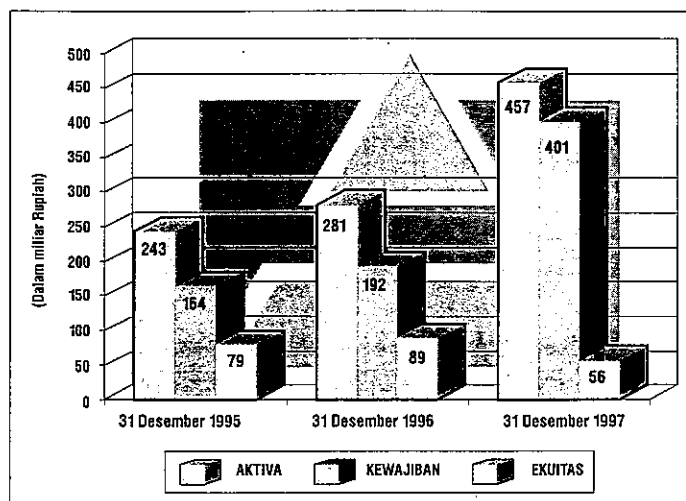 (Dalam miliar Rupiah)
500
450
400
350
300
250
200
150
100
50
0
243
164
79
281
192
89
457
401
56
31 Desember 1995
31 Desember 1996
31 Desember 1997
AKTIVA
KEWAJIBAN
EKUITAS